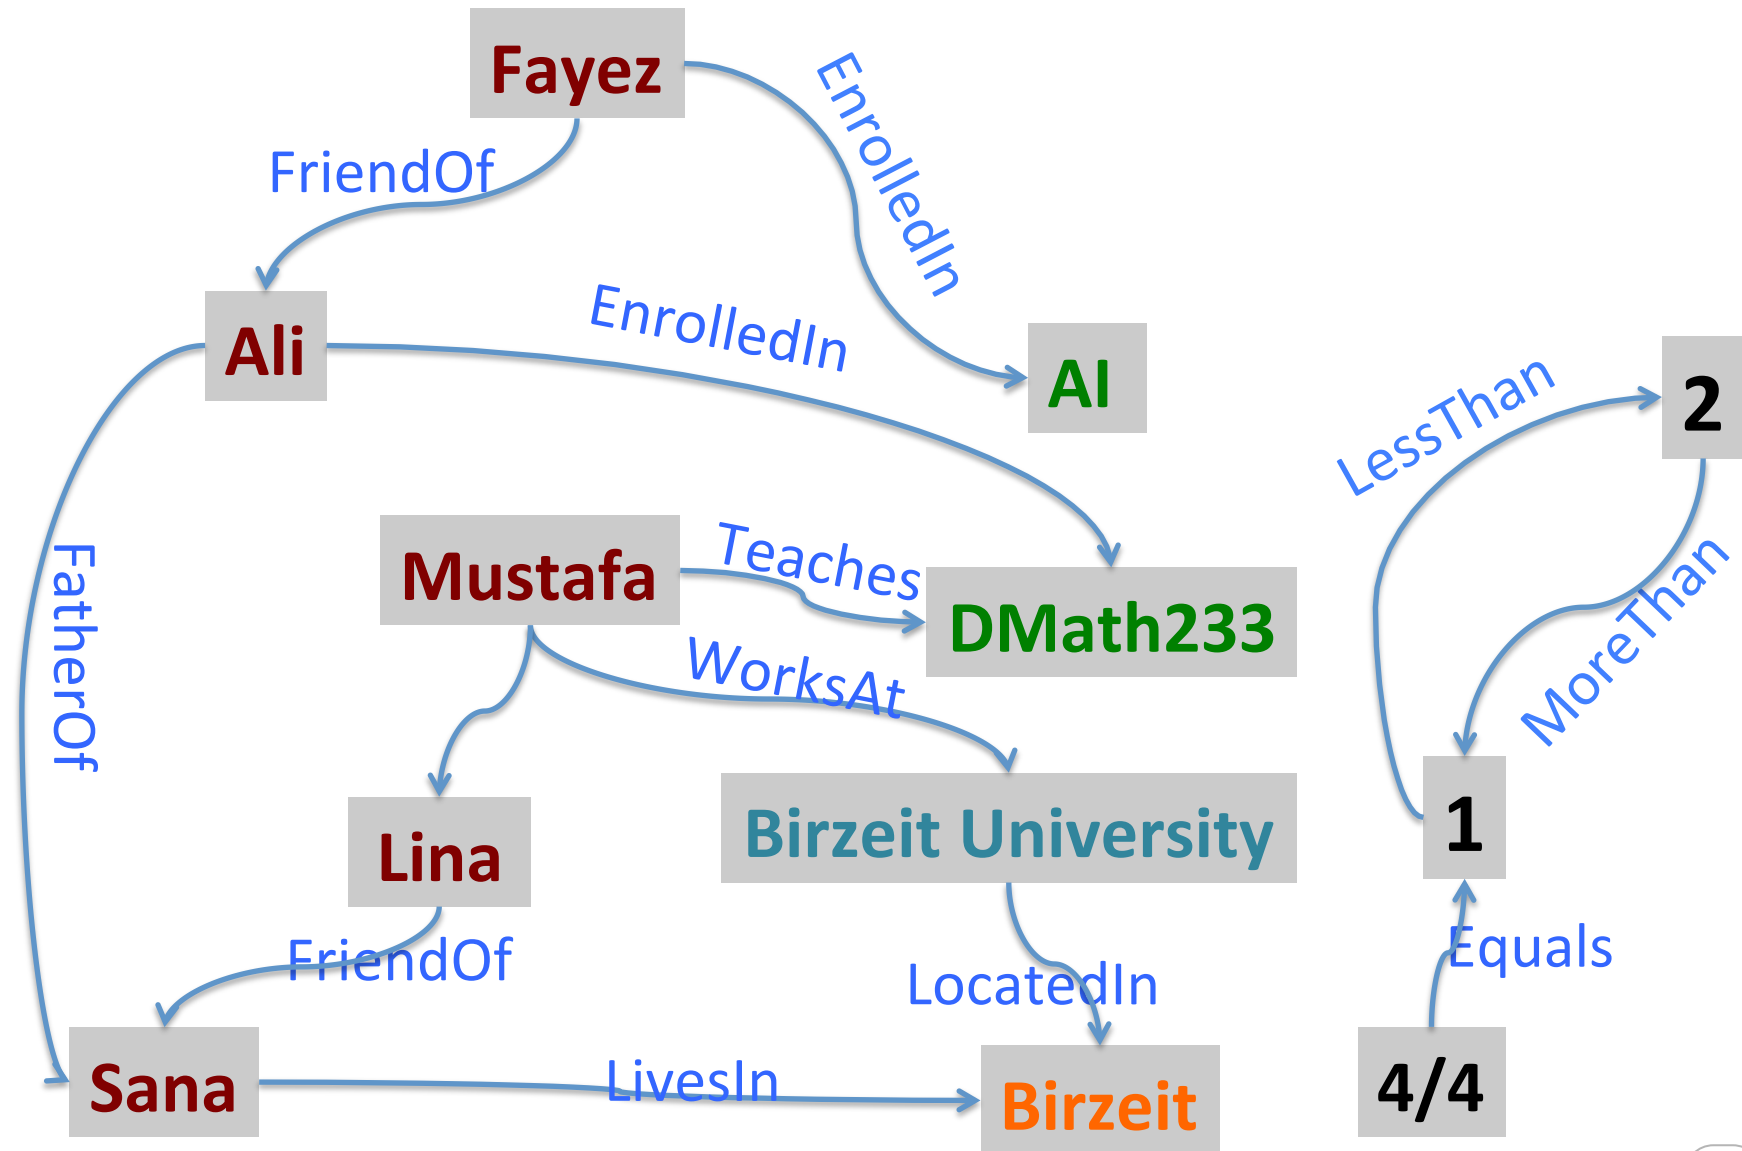 Fayez
EnrolledIn
FriendOf
Ali
EnrolledIn
AI
2
LessThan
Mustafa
Teaches
DMath233
FatherOf
WorksAt
MoreThan
Lina
Birzeit University
1
FriendOf
LocatedIn
Equals
Sana
LivesIn
Birzeit
4/4